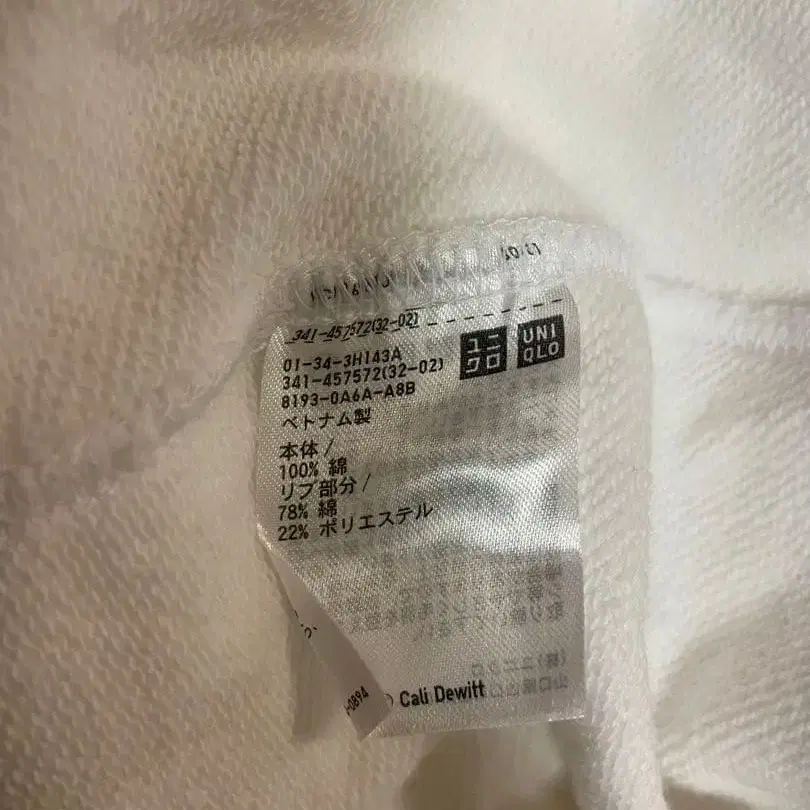 341-457572(32-02)
ユニクロ
UNIQLO
01-34-3H143A
341-457572(32-02)
8193-0A6A-A8B
ベトナム製
本体/
100% 綿
リブ部分/
78% 綿
22% ポリエステル
-0894
Cali Dewitt